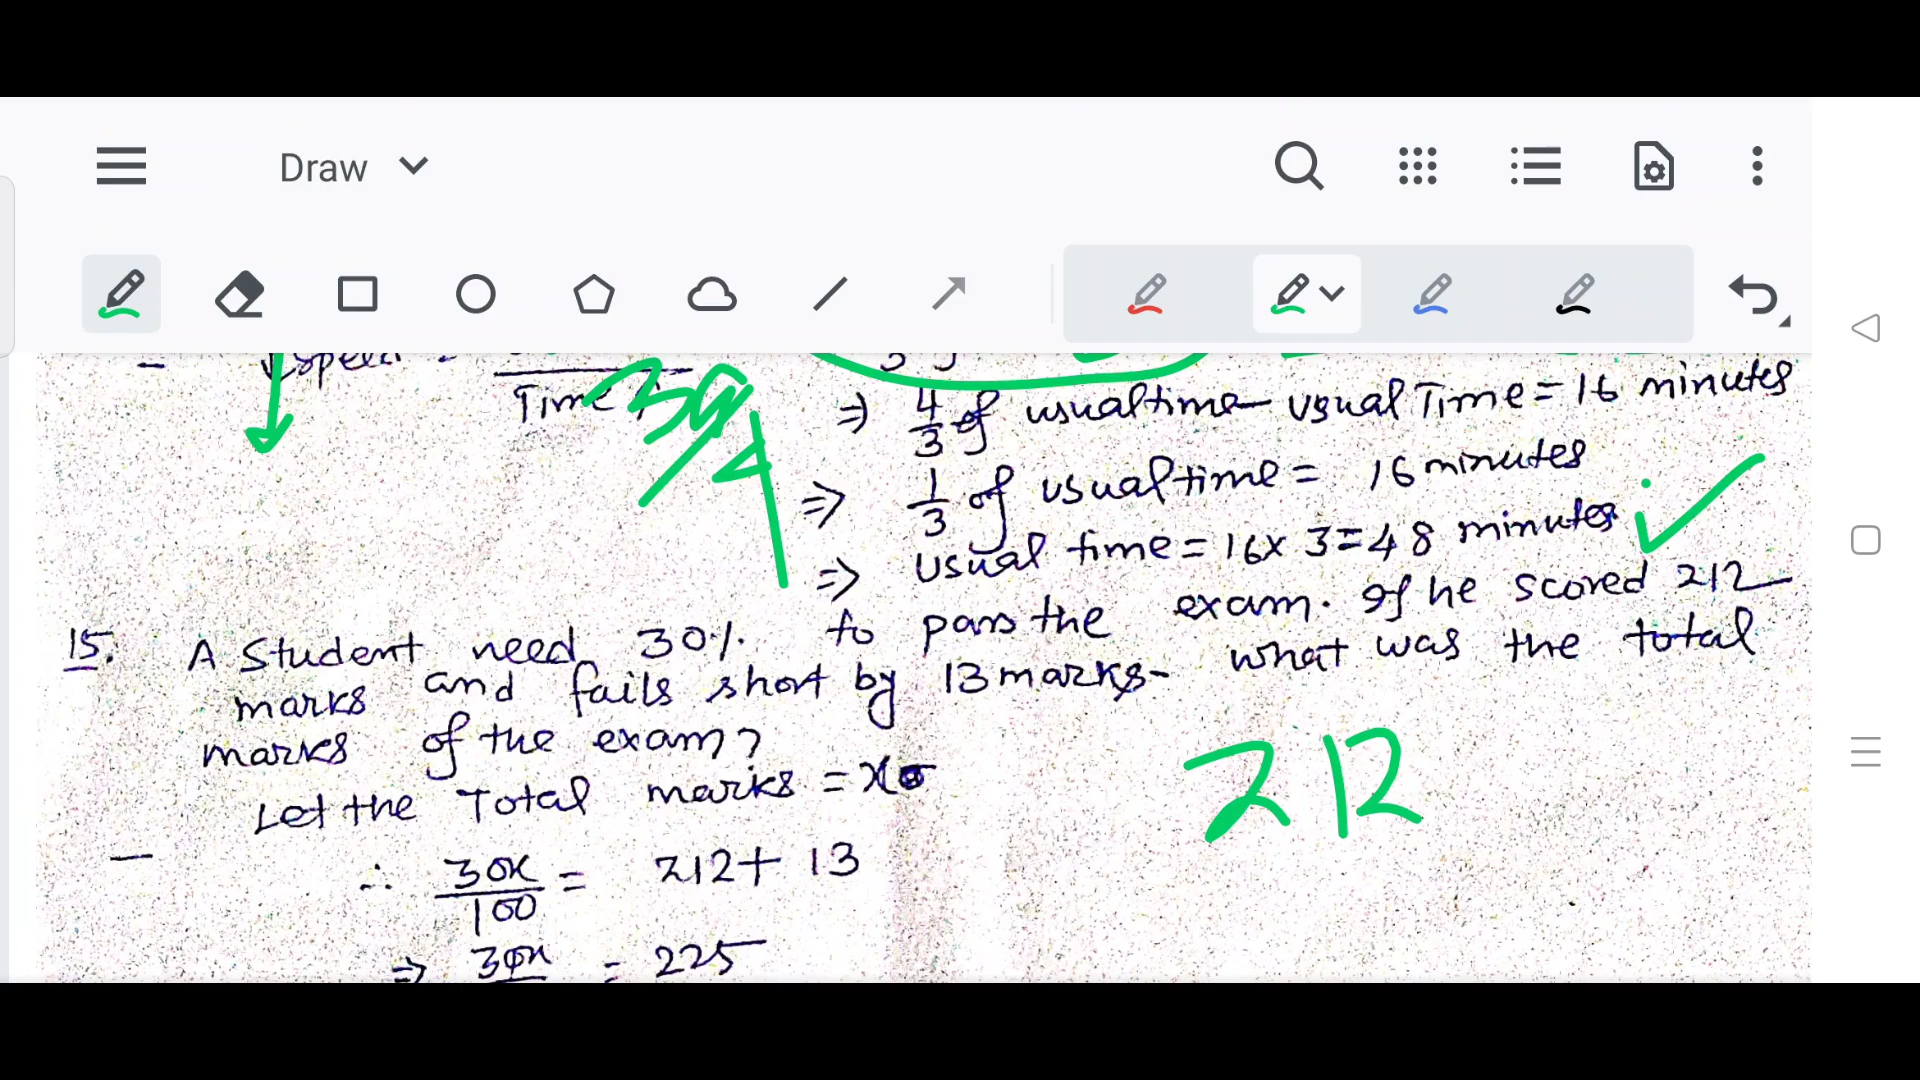 Draw
Time
3/4
⇒ 4/3 of usual time - usual Time = 16 minutes
⇒ 1/3 of usual time = 16 minutes
⇒ usual time = 16 x 3 = 48 minutes
15. A Student need 30% to pass the exam. If he scored 212
marks and fails short by 13 marks- what was the total
marks of the exam?
212
Let the Total marks = x
∴ 30x/100 = 212 + 13
⇒ 30x = 225